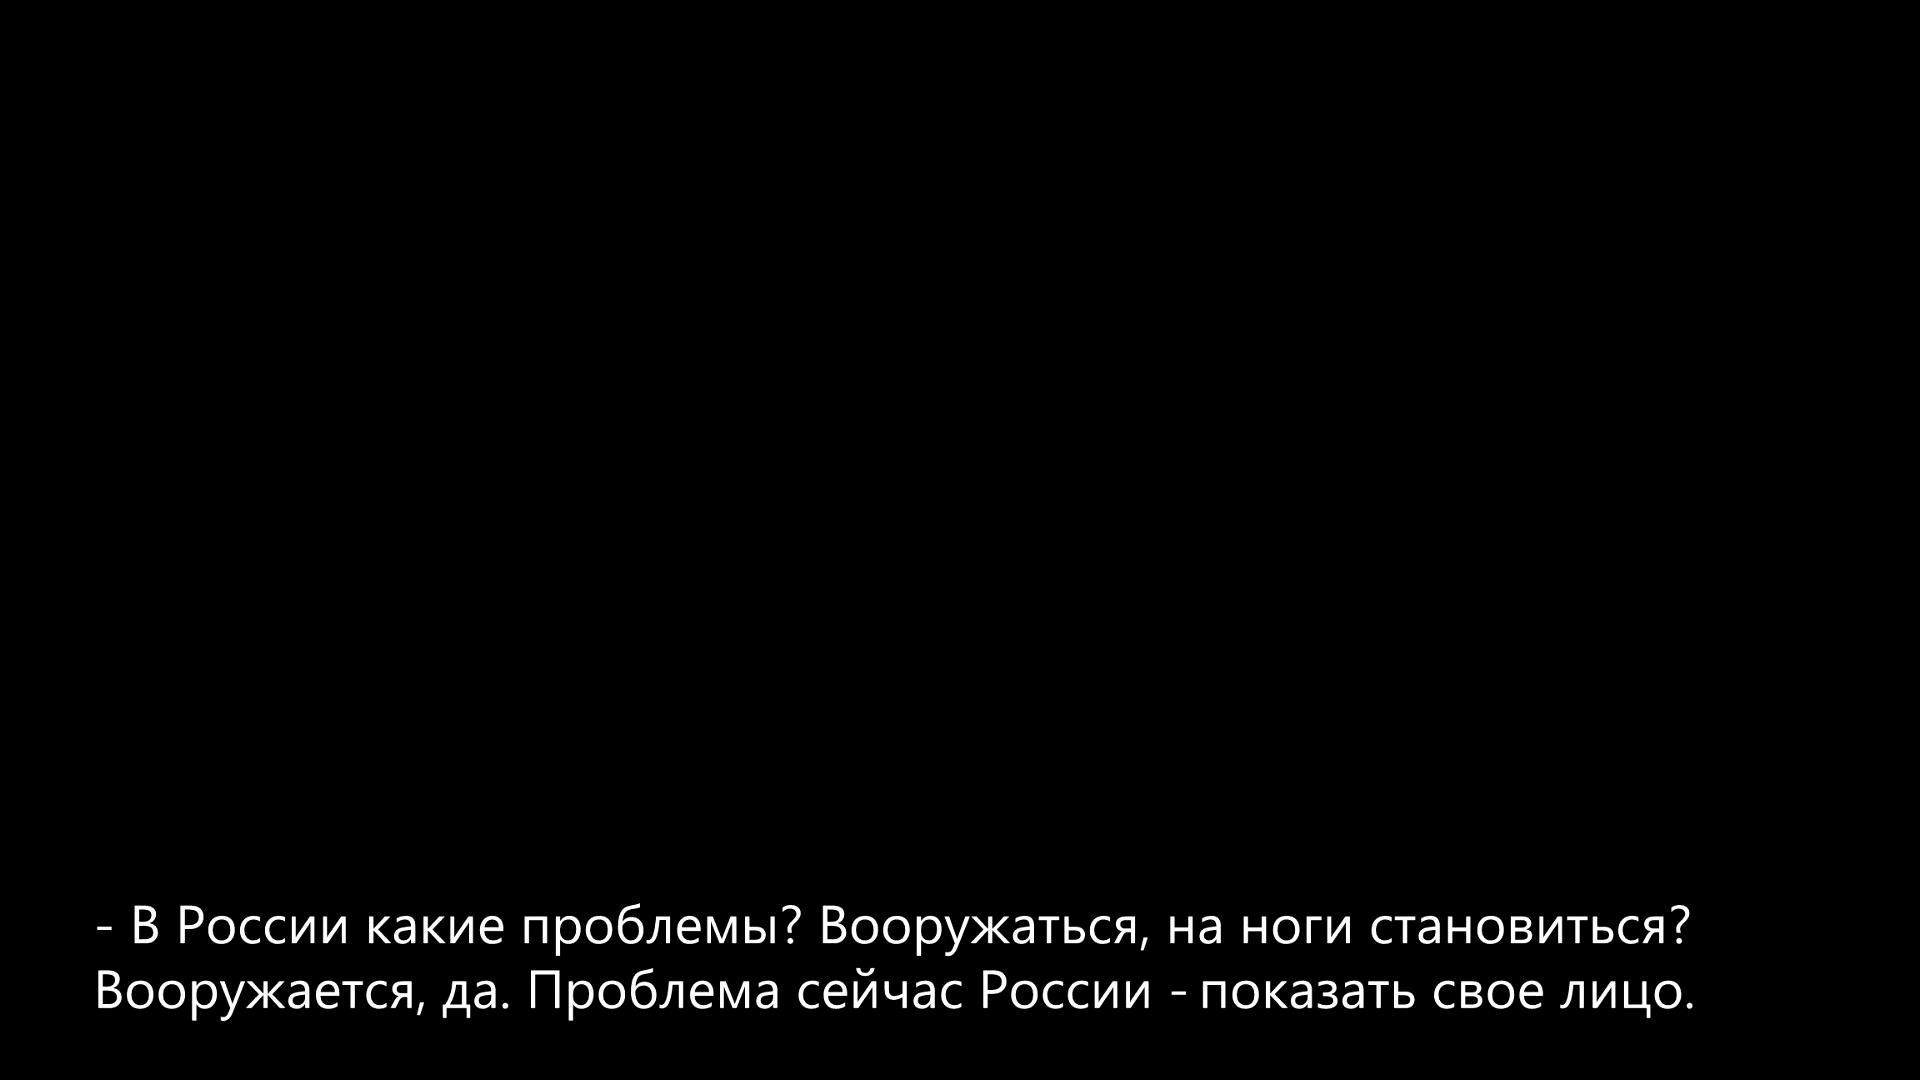 - В России какие проблемы? Вооружаться, на ноги становиться?
Вооружается, да. Проблема сейчас России - показать свое лицо.